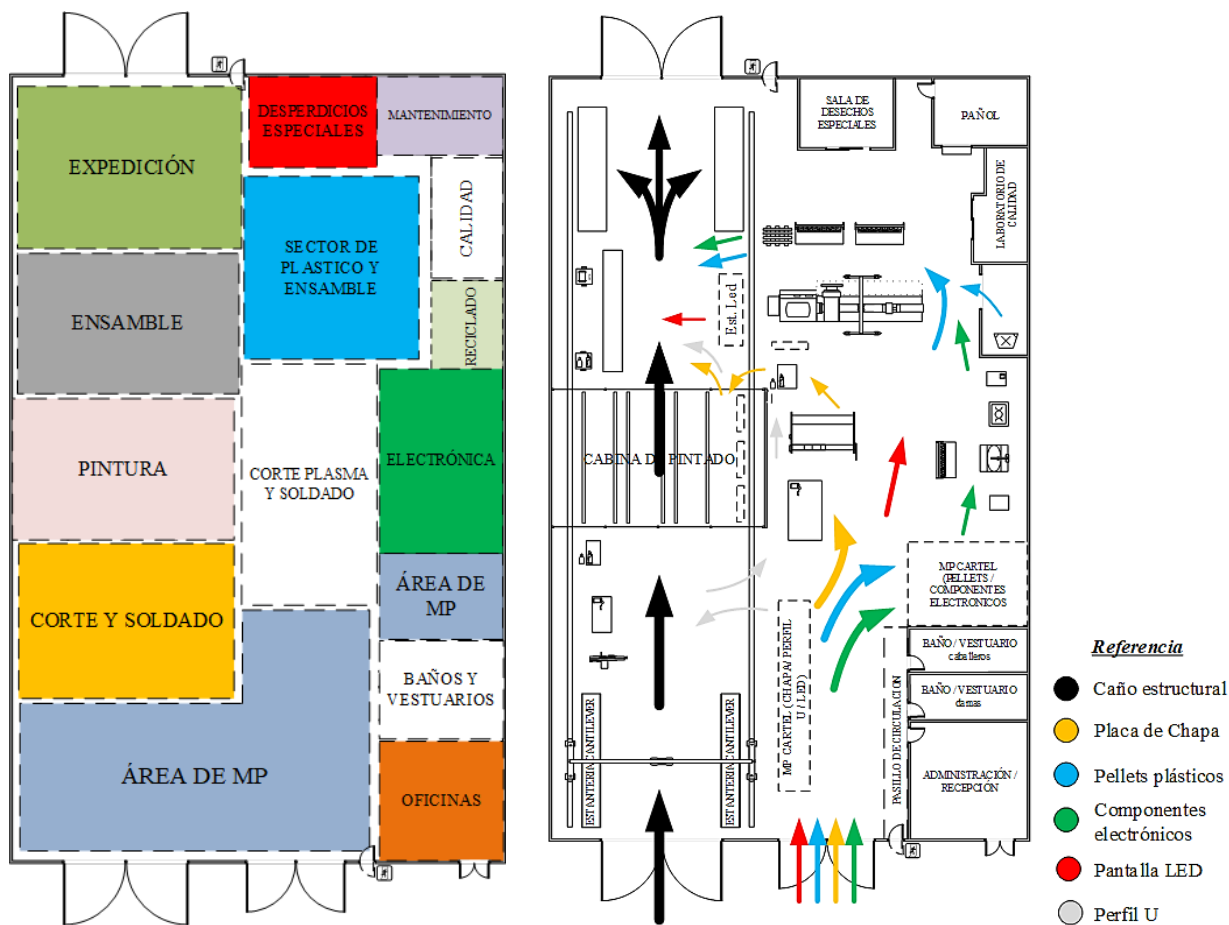 EXPEDICIÓN
DESPERDICIOS
ESPECIALES
MANTENIMIENTO
CALIDAD
SECTOR DE
PLASTICO Y
ENSAMBLE
ENSAMBLE
RECICLADO
PINTURA
CORTE PLASMA
Y SOLDADO
ELECTRÓNICA
CORTE Y SOLDADO
ÁREA DE
MP
BAÑOS Y
VESTUARIOS
ÁREA DE MP
OFICINAS
SALA DE
DESECHOS
ESPECIALES
PAÑOL
LABORATORIO DE
CALIDAD
Est. Led
CABINA DE PINTADO
MP CARTEL
(PELLETS /
COMPONENTES
ELECTRONICOS
MP CARTEL (CHAPA/ PERFIL
U / LED)
BAÑO / VESTUARIO
caballeros
BAÑO / VESTUARIO
damas
PASILLO DE CIRCULACION
ADMINISTRACIÓN /
RECEPCIÓN
ESTANTERIA CANTILEVER
ESTANTERIA CANTILEVER
Referencia
Caño estructural
Placa de Chapa
Pellets plásticos
Componentes
electrónicos
Pantalla LED
Perfil U